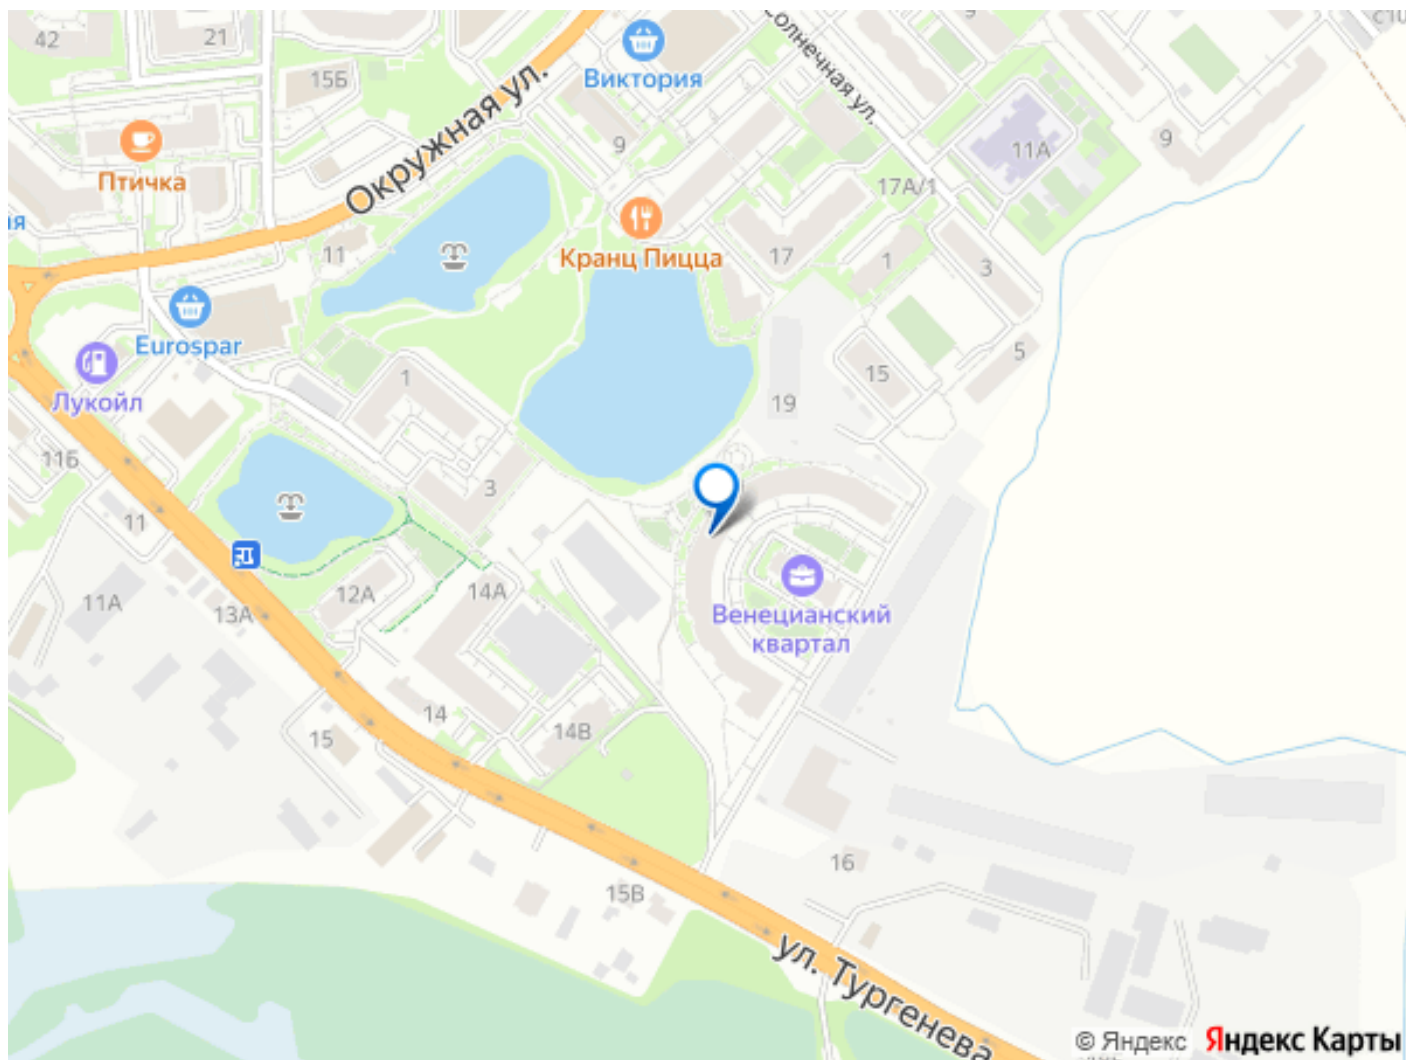 42
21
15Б
Виктория
Окружная ул.
Солнечная ул.
9
9
Птичка
9
11А
17А/1
Кранц Пицца
11
17
1
3
Eurospar
5
Лукойл
1
15
19
11Б
3
11
Венецианский
квартал
11А
13А
12А
14А
14
14В
15
16
15В
ул. Тургенева
© Яндекс
Яндекс Карты